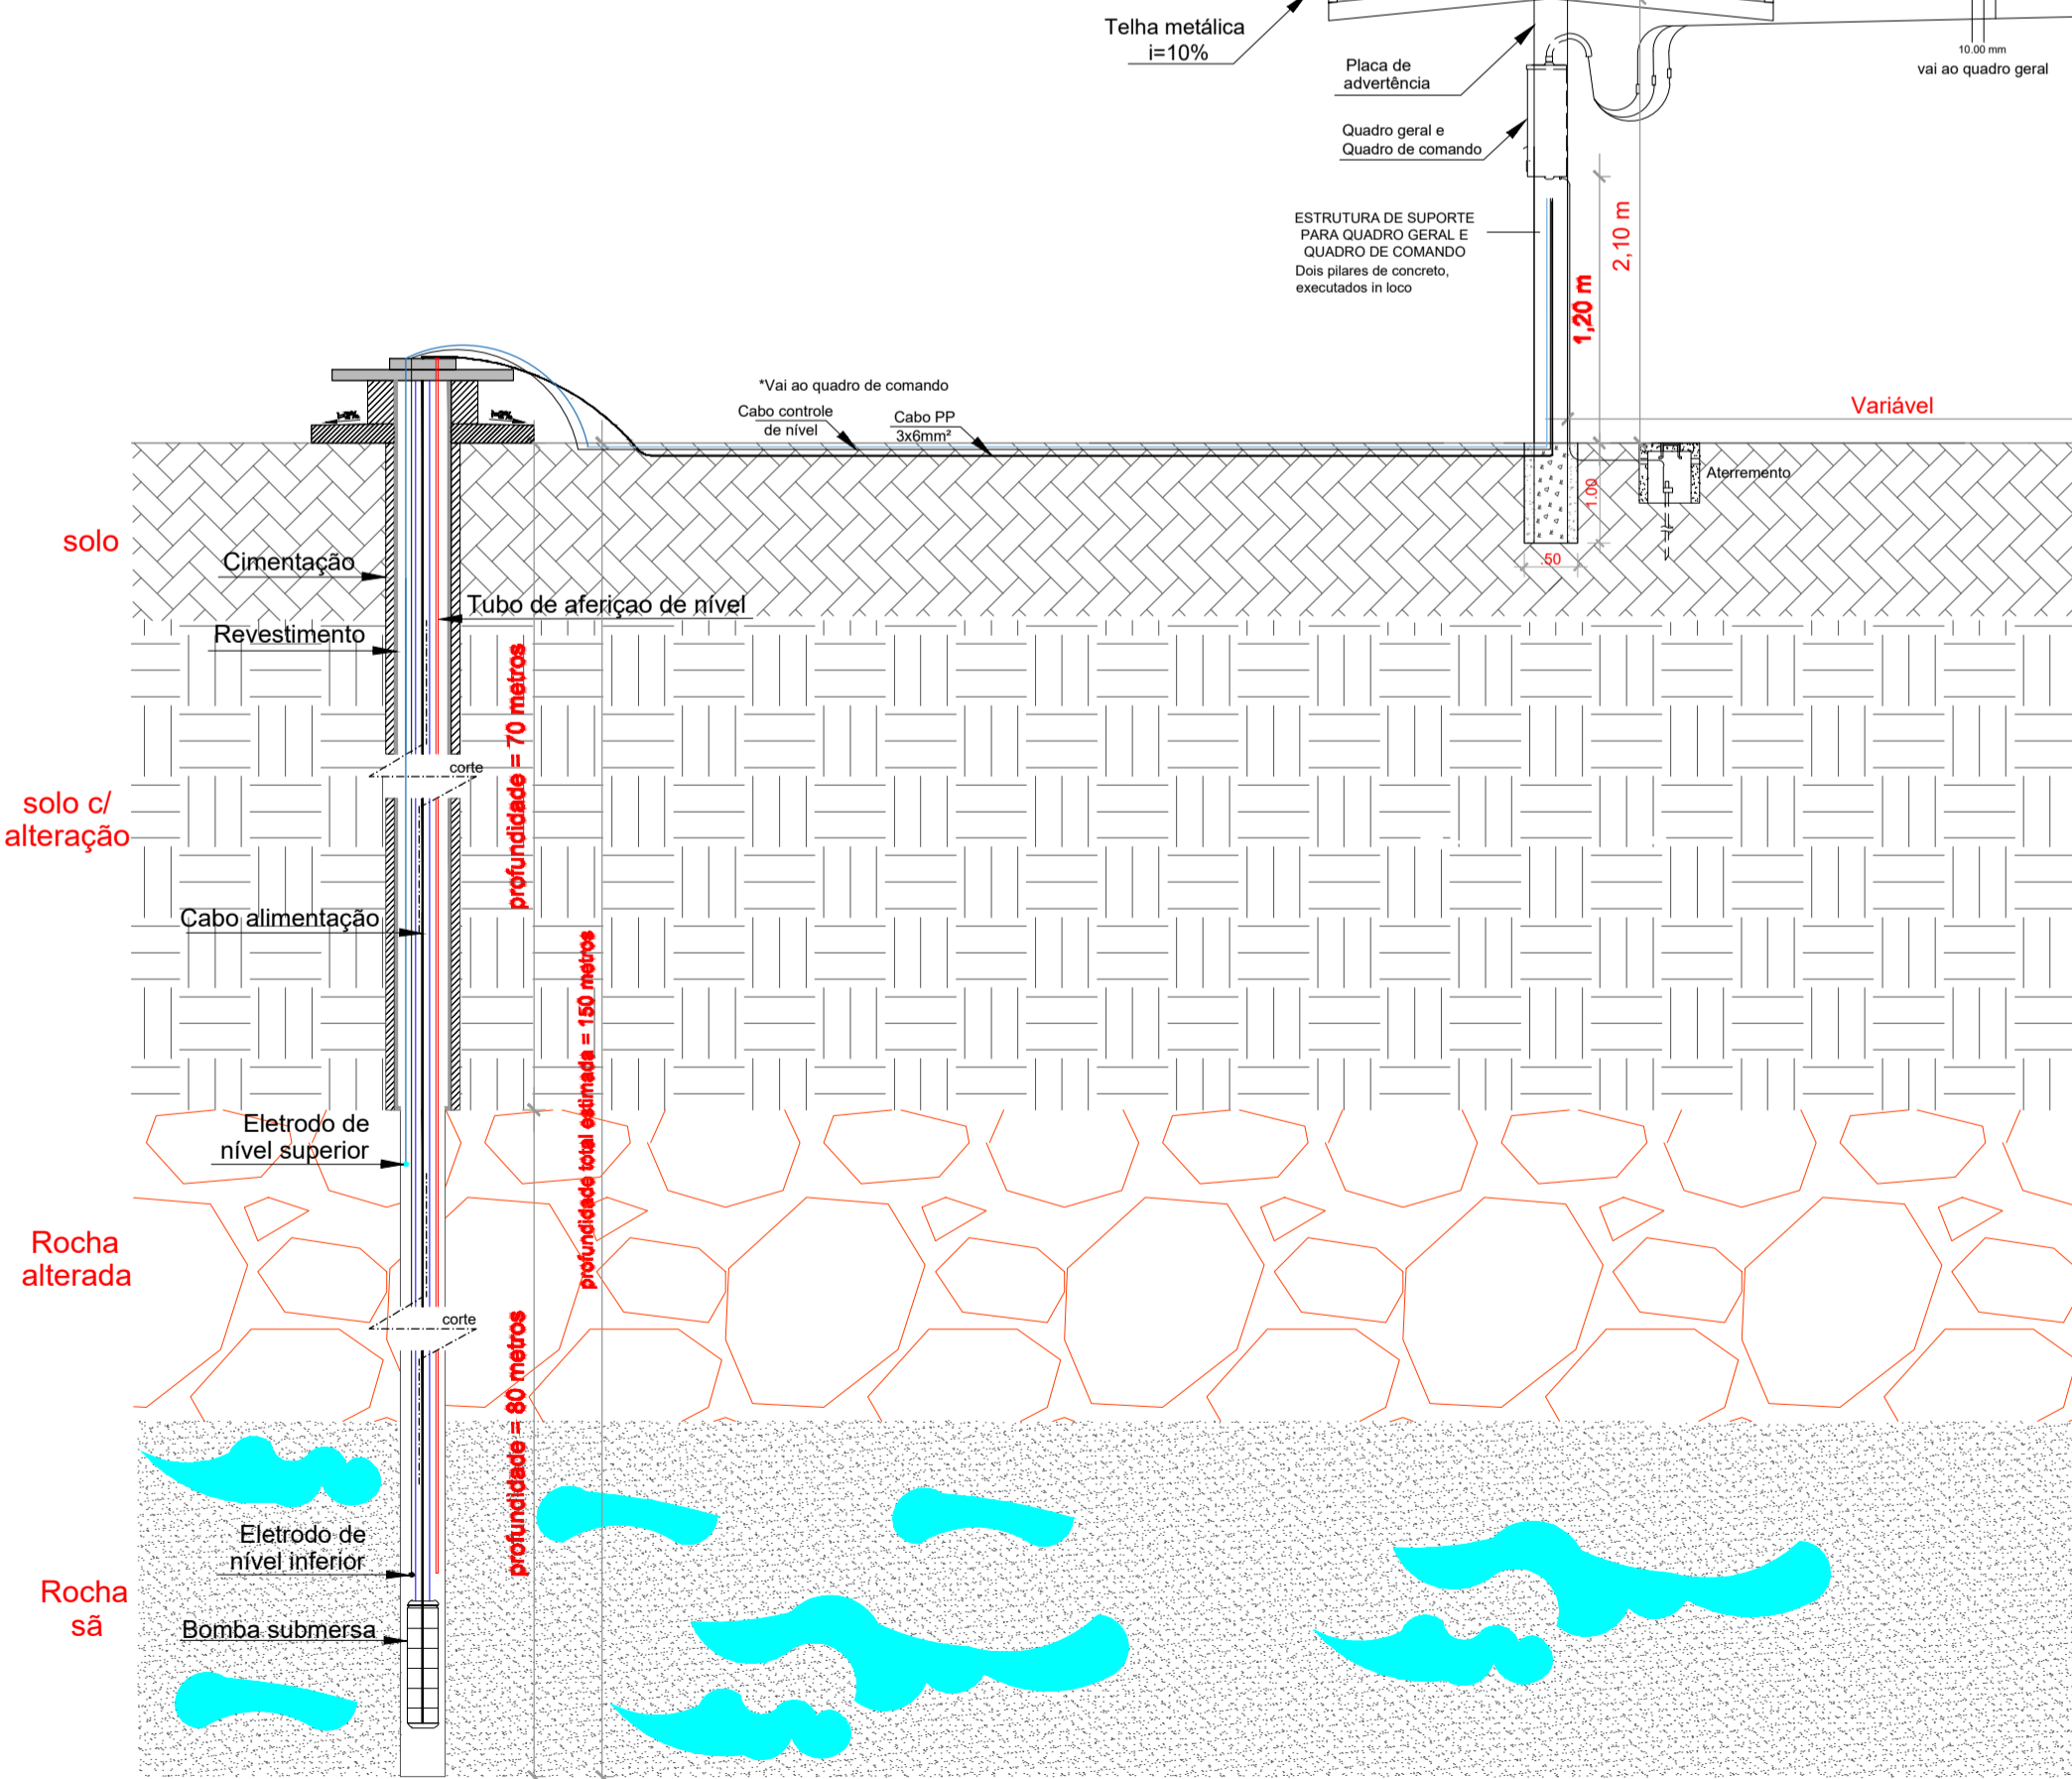 Telha metálica
i=10%
10.00 mm
vai ao quadro geral
Placa de
advertência
Quadro geral e
Quadro de comando
ESTRUTURA DE SUPORTE
PARA QUADRO GERAL E
QUADRO DE COMANDO
Dois pilares de concreto,
executados in loco
2,10 m
1,20 m
*Vai ao quadro de comando
Cabo controle
de nível
Cabo PP
3x6mm²
Variável
Aterremento
1.00
.50
solo
Cimentação
Tubo de aferiçao de nível
Revestimento
profundidade = 70 metros
corte
solo c/
alteração
Cabo alimentação
profundidade total estimada = 150 metros
Eletrodo de
nível superior
Rocha
alterada
corte
profundidade = 80 metros
Eletrodo de
nível inferior
Rocha
sã
Bomba submersa